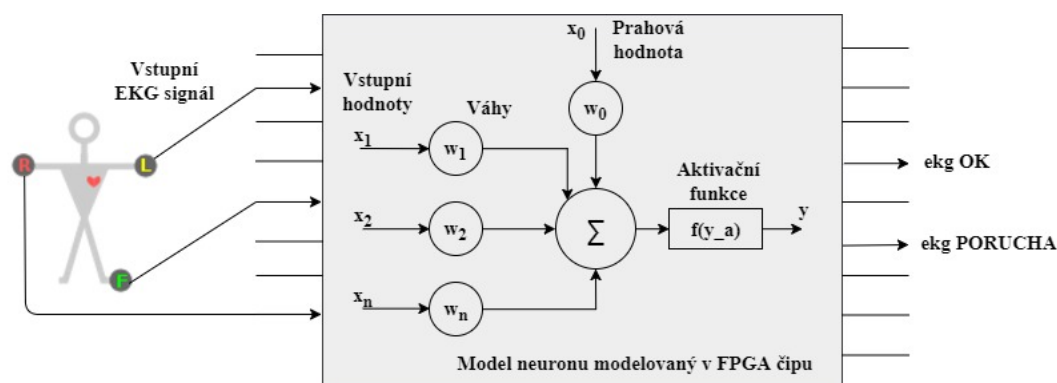 Vstupní
EKG signál
R
L
F
x0
Prahová
hodnota
w0
Vstupní
hodnoty
Váhy
x1
w1
x2
w2
xn
wn
Σ
Aktivační
funkce
f(y_a)
y
ekg OK
ekg PORUCHA
Model neuronu modelovaný v FPGA čipu